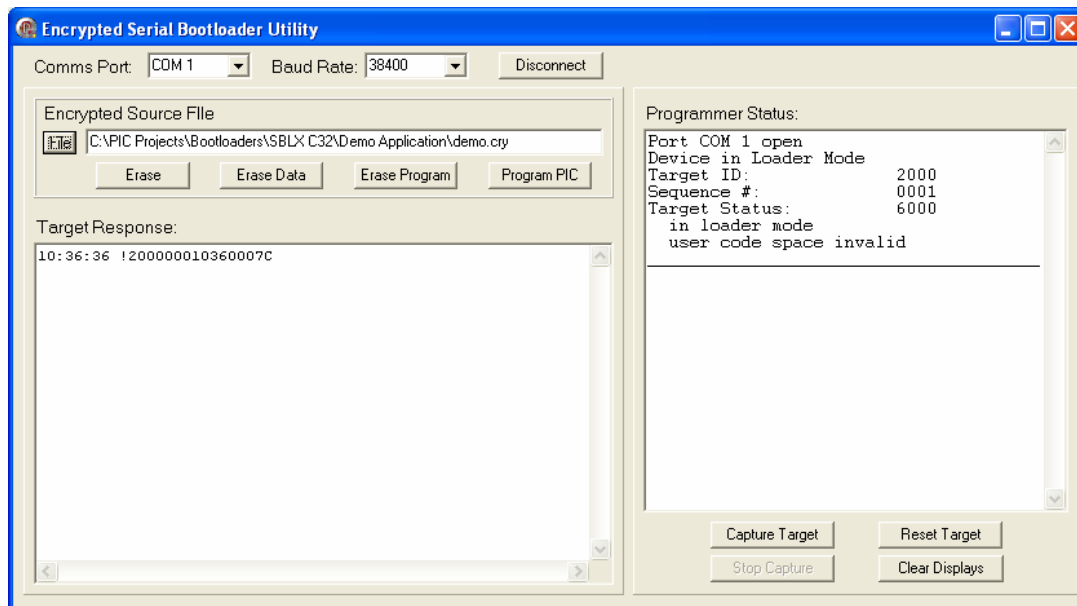 Encrypted Serial Bootloader Utility
Comms Port: COM 1 Baud Rate: 38400 Disconnect
Encrypted Source FIle
File C:\PIC Projects\Bootloaders\SBLX C32\Demo Application\demo.cry
Erase Erase Data Erase Program Program PIC
Target Response:
10:36:36 !20000001036000​7C
Programmer Status:
Port COM 1 open
Device in Loader Mode
Target ID: 2000
Sequence #: 0001
Target Status: 6000
in loader mode
user code space invalid
Capture Target Reset Target
Stop Capture Clear Displays